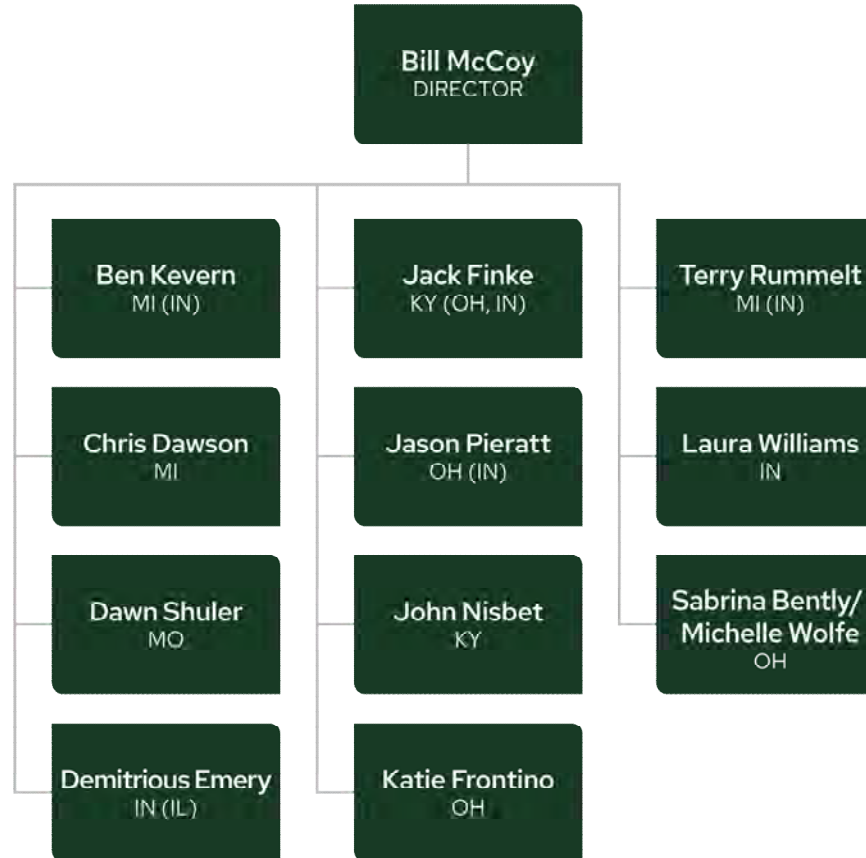 Bill McCoy
DIRECTOR
Ben Kevern
MI (IN)
Jack Finke
KY (OH, IN)
Terry Rummelt
MI (IN)
Chris Dawson
MI
Jason Pieratt
OH (IN)
Laura Williams
IN
Dawn Shuler
MO
John Nisbet
KY
Sabrina Bently/
Michelle Wolfe
OH
Demitrious Emery
IN (IL)
Katie Frontino
OH